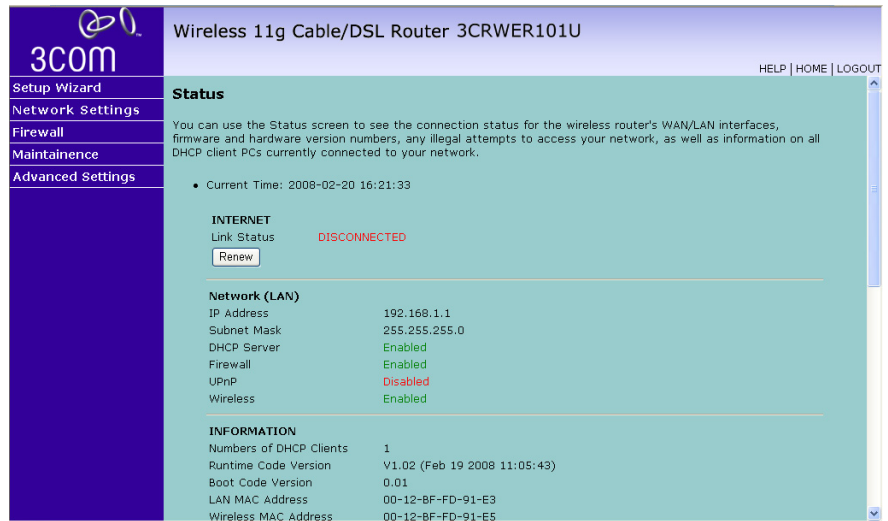 3COM
Wireless 11g Cable/DSL Router 3CRWER101U
HELP | HOME | LOGOUT
Setup Wizard
Network Settings
Firewall
Maintainence
Advanced Settings
Status
You can use the Status screen to see the connection status for the wireless router's WAN/LAN interfaces,
firmware and hardware version numbers, any illegal attempts to access your network, as well as information on all
DHCP client PCs currently connected to your network.
• Current Time: 2008-02-20 16:21:33
INTERNET
Link Status DISCONNECTED
Renew
Network (LAN)
IP Address 192.168.1.1
Subnet Mask 255.255.255.0
DHCP Server Enabled
Firewall Enabled
UPnP Disabled
Wireless Enabled
INFORMATION
Numbers of DHCP Clients 1
Runtime Code Version V1.02 (Feb 19 2008 11:05:43)
Boot Code Version 0.01
LAN MAC Address 00-12-BF-FD-91-E3
Wireless MAC Address 00-12-BF-FD-91-E5